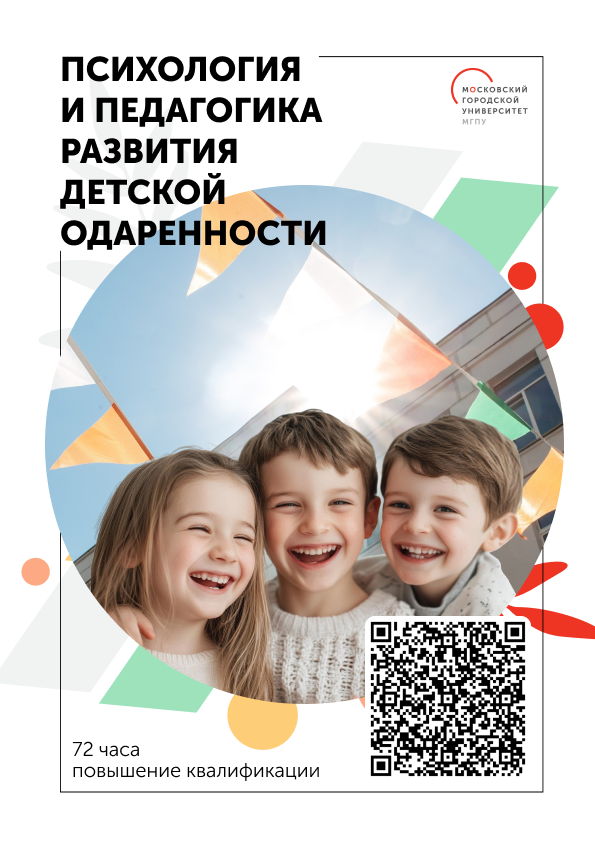 ПСИХОЛОГИЯ
И ПЕДАГОГИКА
РАЗВИТИЯ
ДЕТСКОЙ
ОДАРЕННОСТИ
МОСКОВСКИЙ
ГОРОДСКОЙ
УНИВЕРСИТЕТ
МГПУ
72 часа
повышение квалификации